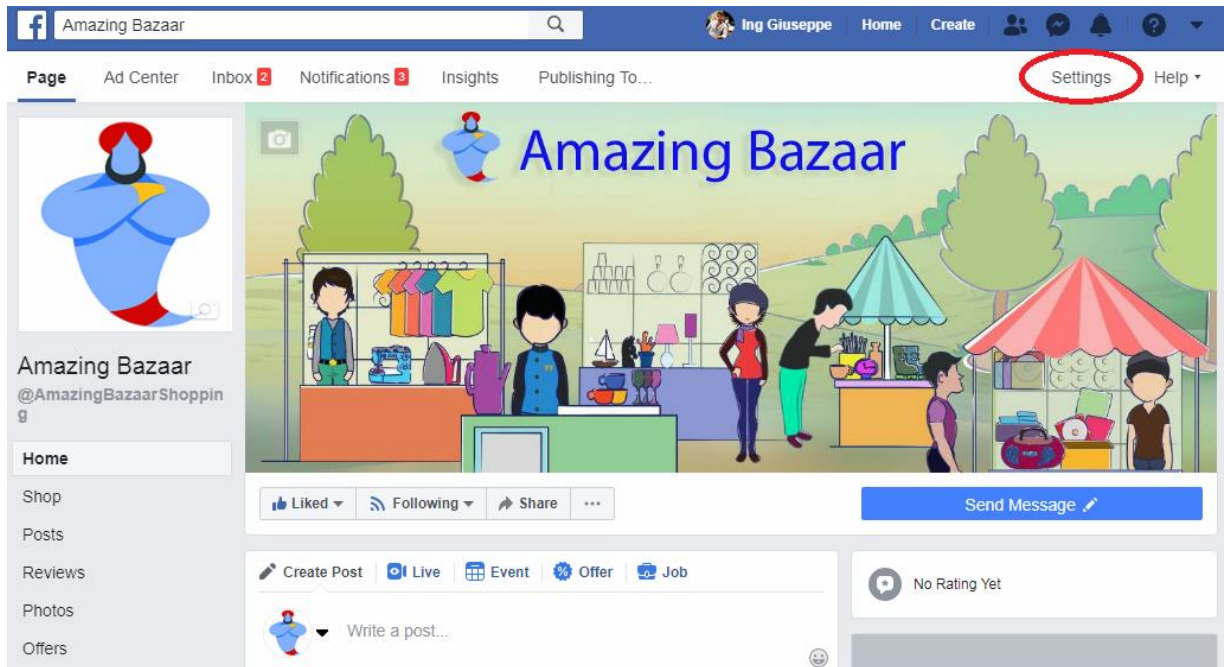 Amazing Bazaar
Ing Giuseppe Home Create
Page Ad Center Inbox 2 Notifications 3 Insights Publishing To... Settings Help
Amazing Bazaar
Amazing Bazaar
@AmazingBazaarShoppin
g
Home
Shop
Posts
Reviews
Photos
Offers
Liked Following Share ...
Send Message
Create Post Live Event Offer Job
Write a post...
No Rating Yet